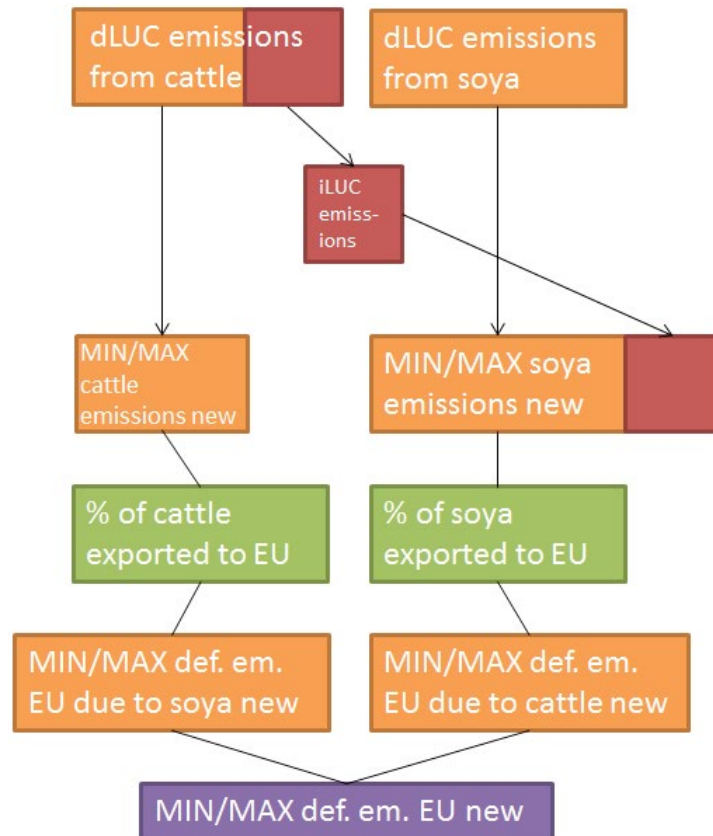 dLUC emissions
from cattle
dLUC emissions
from soya
iLUC
emiss-
ions
MIN/MAX
cattle
emissions new
MIN/MAX soya
emissions new
% of cattle
exported to EU
% of soya
exported to EU
MIN/MAX def. em.
EU due to soya new
MIN/MAX def. em.
EU due to cattle new
MIN/MAX def. em. EU new